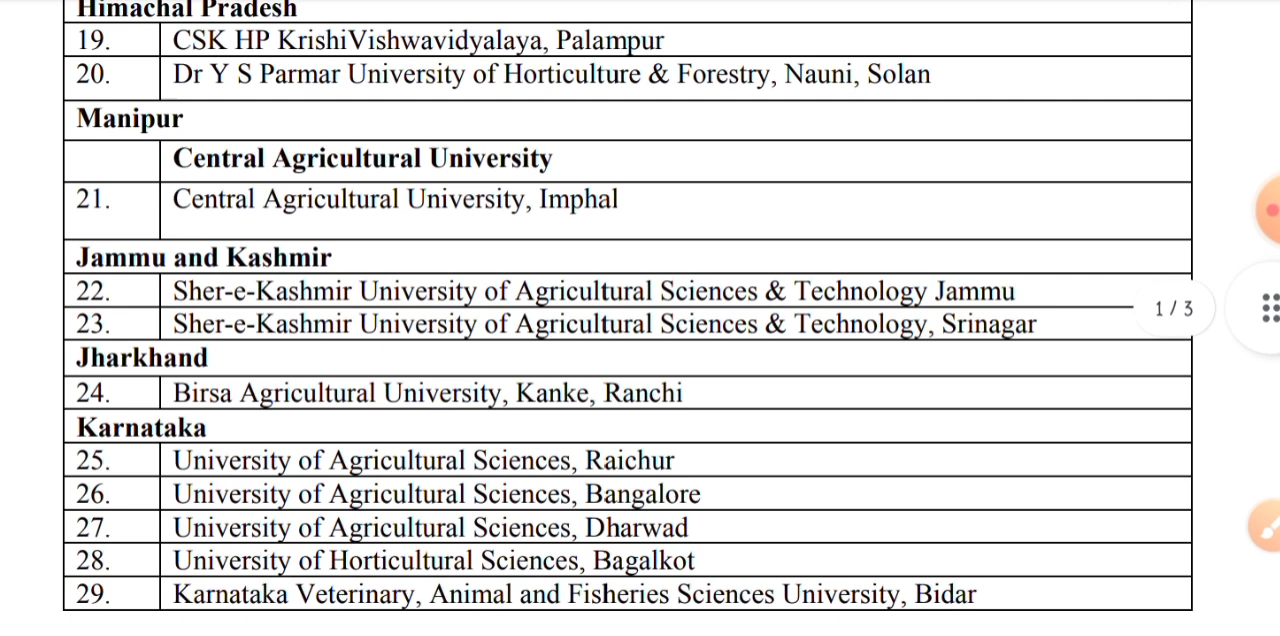 Himachal Pradesh
19. CSK HP KrishiVishwavidyalaya, Palampur
20. Dr Y S Parmar University of Horticulture & Forestry, Nauni, Solan
Manipur
Central Agricultural University
21. Central Agricultural University, Imphal
Jammu and Kashmir
22. Sher-e-Kashmir University of Agricultural Sciences & Technology Jammu
23. Sher-e-Kashmir University of Agricultural Sciences & Technology, Srinagar
1 / 3
Jharkhand
24. Birsa Agricultural University, Kanke, Ranchi
Karnataka
25. University of Agricultural Sciences, Raichur
26. University of Agricultural Sciences, Bangalore
27. University of Agricultural Sciences, Dharwad
28. University of Horticultural Sciences, Bagalkot
29. Karnataka Veterinary, Animal and Fisheries Sciences University, Bidar